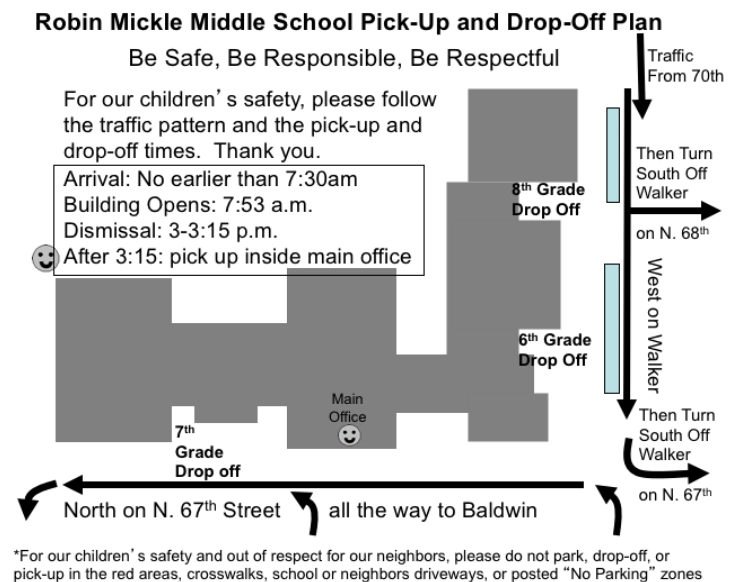 Robin Mickle Middle School Pick-Up and Drop-Off Plan
Be Safe, Be Responsible, Be Respectful
Traffic
From 70th
For our children's safety, please follow
the traffic pattern and the pick-up and
drop-off times. Thank you.
Arrival: No earlier than 7:30am
Building Opens: 7:53 a.m.
Dismissal: 3-3:15 p.m.
After 3:15: pick up inside main office
8th Grade
Drop Off
Then Turn
South Off
Walker
on N. 68th
West on Walker
6th Grade
Drop Off
Main
Office
7th
Grade
Drop off
Then Turn
South Off
Walker
on N. 67th
North on N. 67th Street all the way to Baldwin
*For our children's safety and out of respect for our neighbors, please do not park, drop-off, or
pick-up in the red areas, crosswalks, school or neighbors driveways, or posted “No Parking” zones